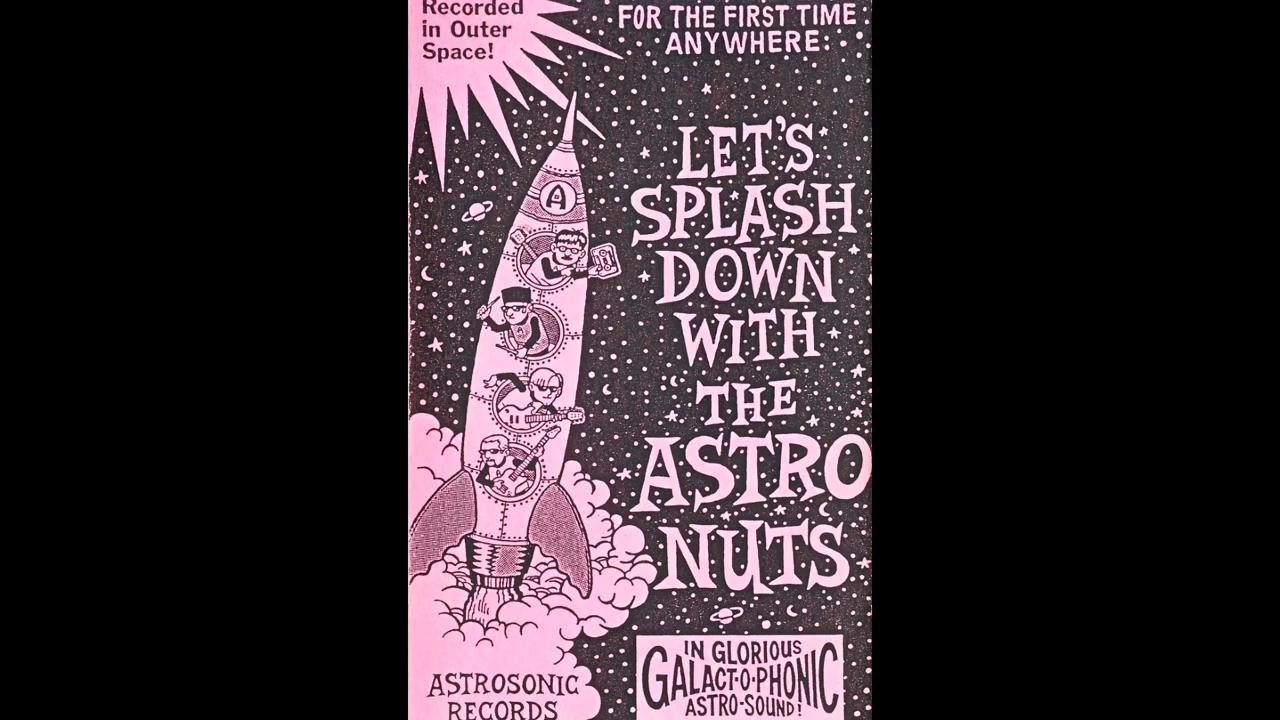 Recorded
in Outer
Space!
FOR THE FIRST TIME
ANYWHERE:
LET'S
SPLASH
DOWN
WITH
THE
ASTRO
NUTS
A
IN GLORIOUS
GALACT-O-PHONIC
ASTRO-SOUND!
ASTROSONIC
RECORDS